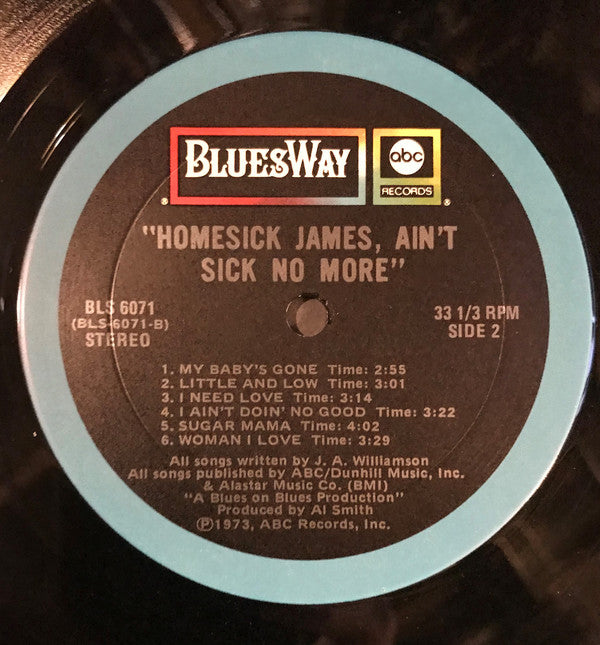 BLUESWAY
®
abc
RECORDS
®
"HOMESICK JAMES, AIN'T
SICK NO MORE"
BLS 6071
(BLS-6071-B)
STEREO
33 1/3 RPM
SIDE 2
1. MY BABY'S GONE Time: 2:55
2. LITTLE AND LOW Time: 3:01
3. I NEED LOVE Time: 3:14
4. I AIN'T DOIN' NO GOOD Time: 3:22
5. SUGAR MAMA Time: 4:02
6. WOMAN I LOVE Time: 3:29
All songs written by J. A. Williamson
All songs published by ABC/Dunhill Music, Inc.
& Alastar Music Co. (BMI)
"A Blues on Blues Production"
Produced by Al Smith
℗1973, ABC Records, Inc.